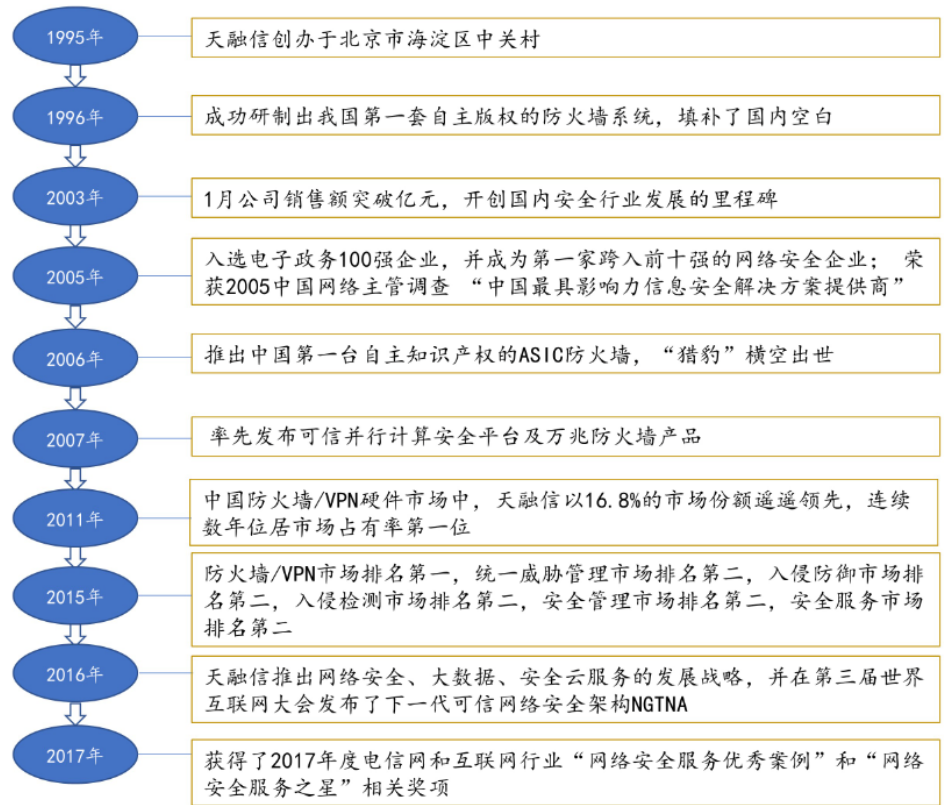 1995年
天融信创办于北京市海淀区中关村
1996年
成功研制出我国第一套自主版权的防火墙系统，填补了国内空白
2003年
1月公司销售额突破亿元，开创国内安全行业发展的里程碑
2005年
入选电子政务100强企业，并成为第一家跨入前十强的网络安全企业； 荣
获2005中国网络主管调查 “中国最具影响力信息安全解决方案提供商”
2006年
推出中国第一台自主知识产权的ASIC防火墙，“猎豹”横空出世
2007年
率先发布可信并行计算安全平台及万兆防火墙产品
2011年
中国防火墙/VPN硬件市场中，天融信以16.8%的市场份额遥遥领先，连续
数年位居市场占有率第一位
2015年
防火墙/VPN市场排名第一，统一威胁管理市场排名第二，入侵防御市场排
名第二，入侵检测市场排名第二，安全管理市场排名第二，安全服务市场
排名第二
2016年
天融信推出网络安全、大数据、安全云服务的发展战略，并在第三届世界
互联网大会发布了下一代可信网络安全架构NGTNA
2017年
获得了2017年度电信网和互联网行业“网络安全服务优秀案例”和“网络
安全服务之星”相关奖项